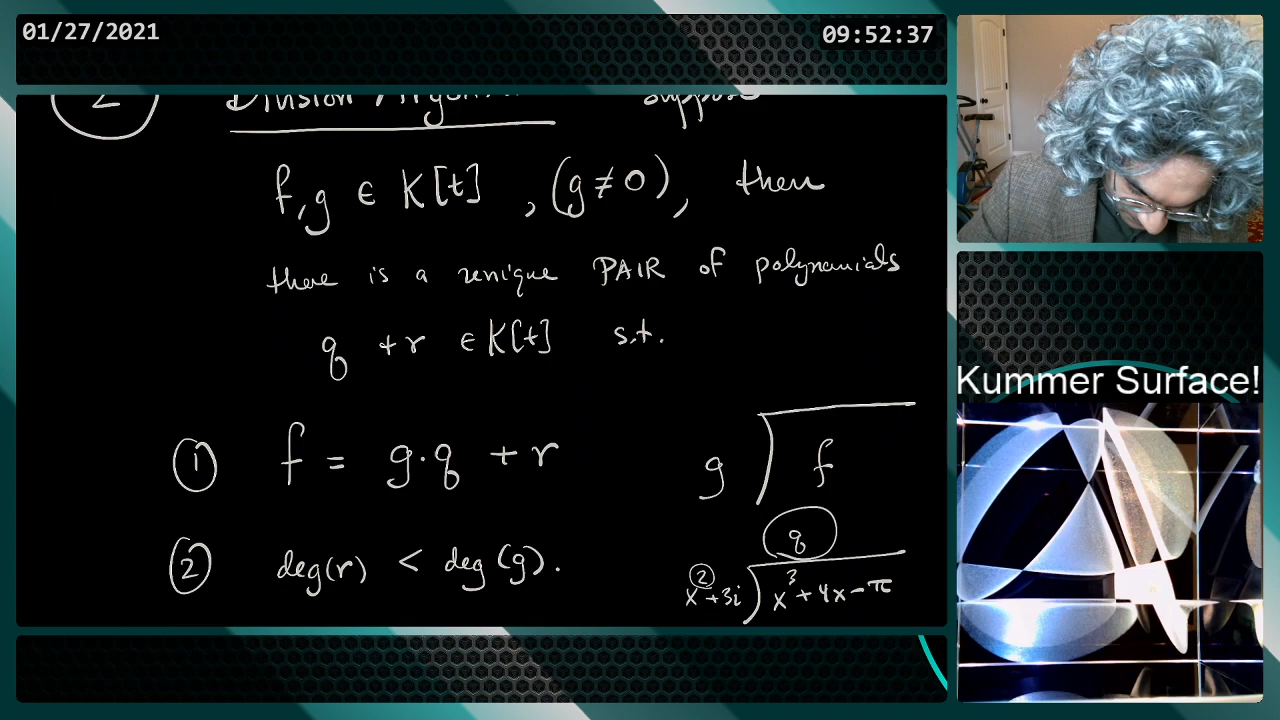 01/27/2021
09:52:37
2
f, g ∈ K[t] , (g ≠ 0), then
there is a unique PAIR of polynomials
q + r ∈ K[t] s.t.
① f = g·q + r
g ) f
② deg(r) < deg(g).
q
x² + 3i ) x³ + 4x - π
Kummer Surface!